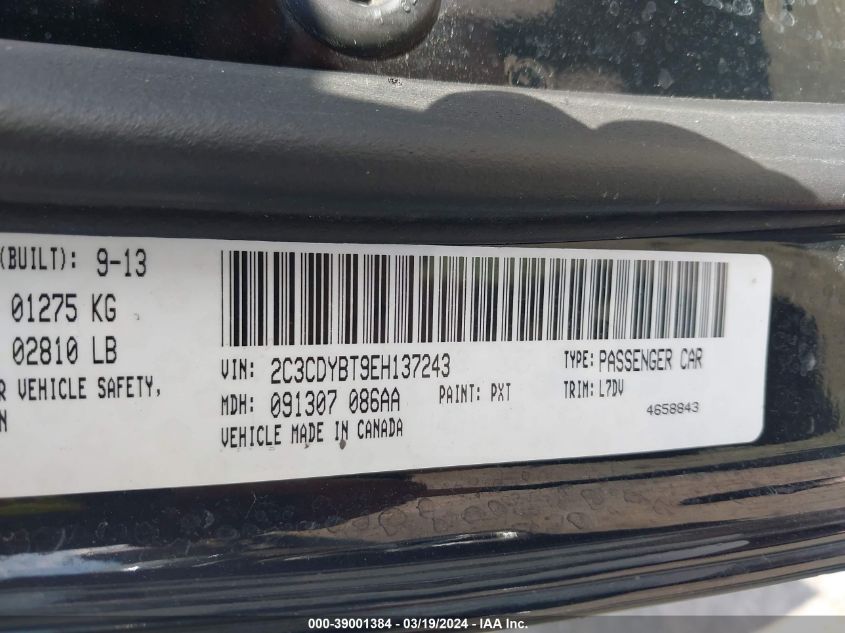 (BUILT): 9-13
01275 KG
02810 LB
R VEHICLE SAFETY,
N
VIN: 2C3CDYBT9EH137243
TYPE: PASSENGER CAR
MDH: 091307 086AA
PAINT: PXT
TRIM: L7DV
VEHICLE MADE IN CANADA
4658843
000-39001384 / 03/19/2024 - IAA Inc.